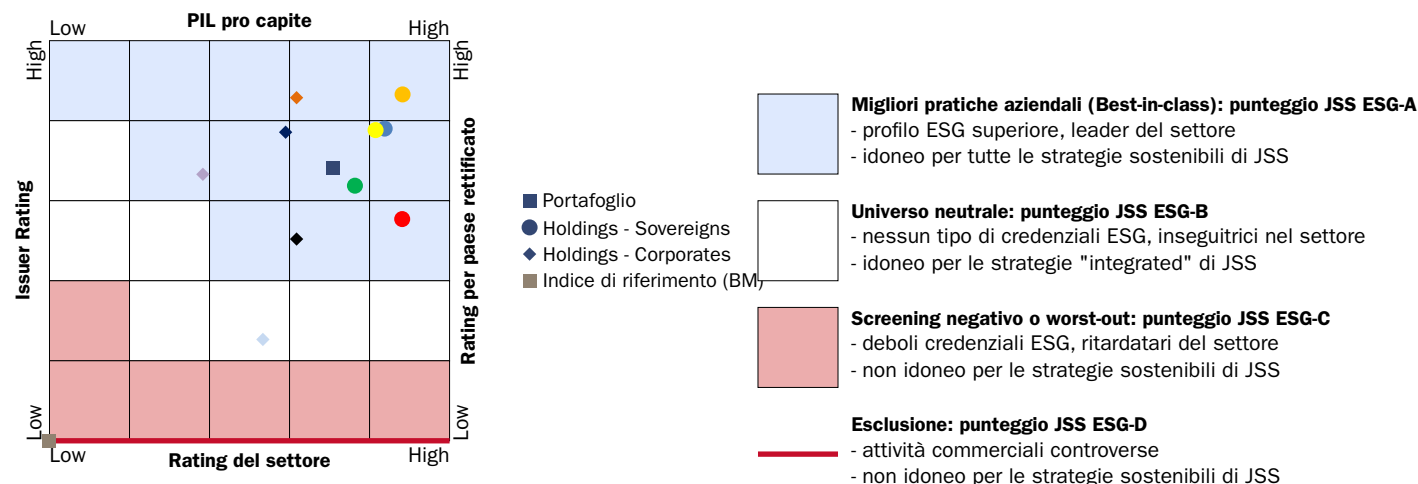 PIL pro capite
Low
High
High
High
Issuer Rating
Rating per paese rettificato
Low
Low
Low
High
Rating del settore
Portafoglio
Holdings - Sovereigns
Holdings - Corporates
Indice di riferimento (BM)
Migliori pratiche aziendali (Best-in-class): punteggio JSS ESG-A
- profilo ESG superiore, leader del settore
- idoneo per tutte le strategie sostenibili di JSS
Universo neutrale: punteggio JSS ESG-B
- nessun tipo di credenziali ESG, inseguitrici nel settore
- idoneo per le strategie "integrated" di JSS
Screening negativo o worst-out: punteggio JSS ESG-C
- deboli credenziali ESG, ritardatari del settore
- non idoneo per le strategie sostenibili di JSS
Esclusione: punteggio JSS ESG-D
- attività commerciali controverse
- non idoneo per le strategie sostenibili di JSS